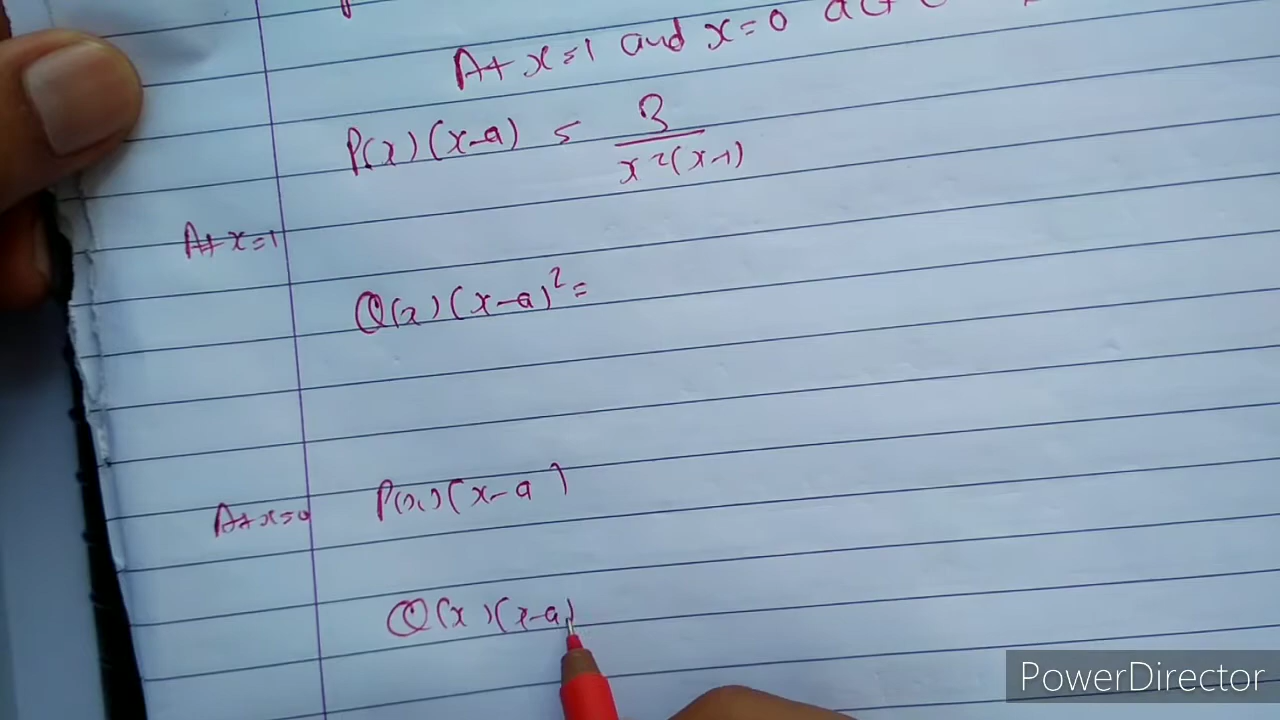 At x=1 and x=0
P(x)(x-a) = 3/x²(x-1)
At x=1
Q(x)(x-a)²=
At x=0 P(x)(x-a)
Q(x)(x-a)
PowerDirector